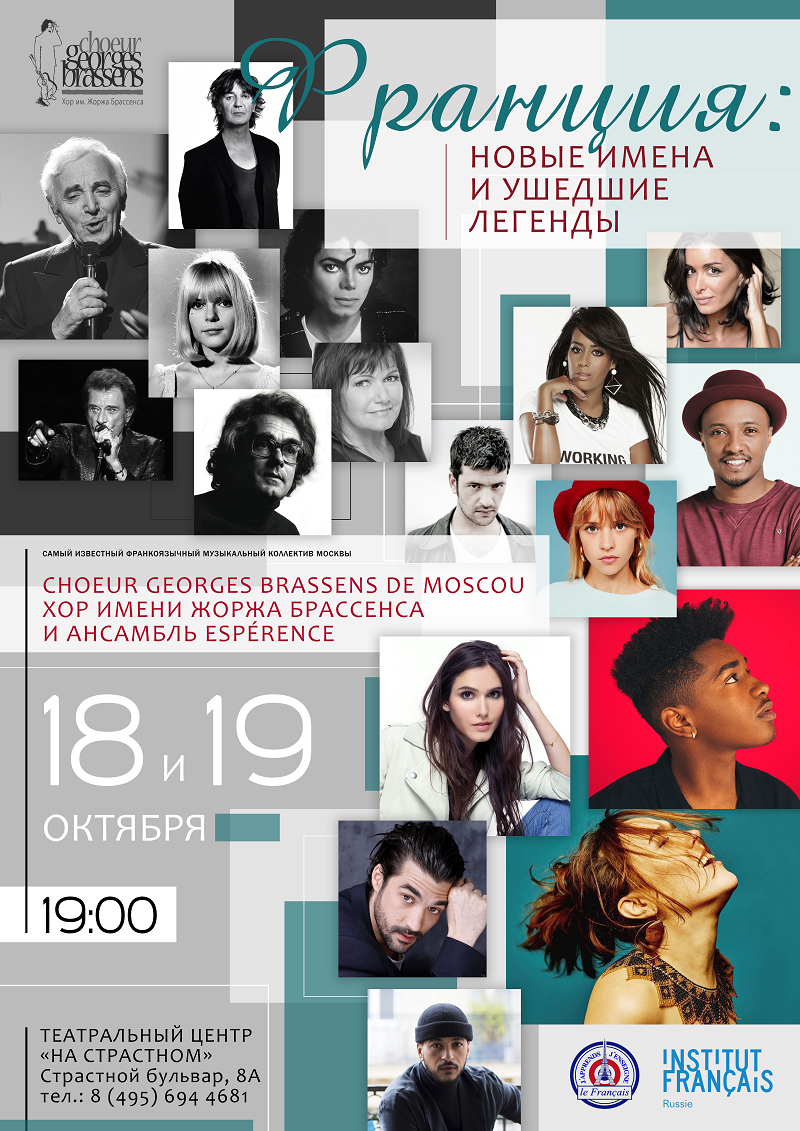 choeur
georges
brassens
Хор им. Жоржа Брассенса
Франция:
НОВЫЕ ИМЕНА
И УШЕДШИЕ
ЛЕГЕНДЫ
WORKING
САМЫЙ ИЗВЕСТНЫЙ ФРАНКОЯЗЫЧНЫЙ МУЗЫКАЛЬНЫЙ КОЛЛЕКТИВ МОСКВЫ
CHOEUR GEORGES BRASSENS DE MOSCOU
ХОР ИМЕНИ ЖОРЖА БРАССЕНСА
И АНСАМБЛЬ ESPÉRENCE
18 и 19
ОКТЯБРЯ
19:00
ТЕАТРАЛЬНЫЙ ЦЕНТР
«НА СТРАСТНОМ»
Страстной бульвар, 8А
тел.: 8 (495) 694 4681
J'APPRENDS J'ENSEIGNE
le Français
INSTITUT
FRANÇAIS
Russie